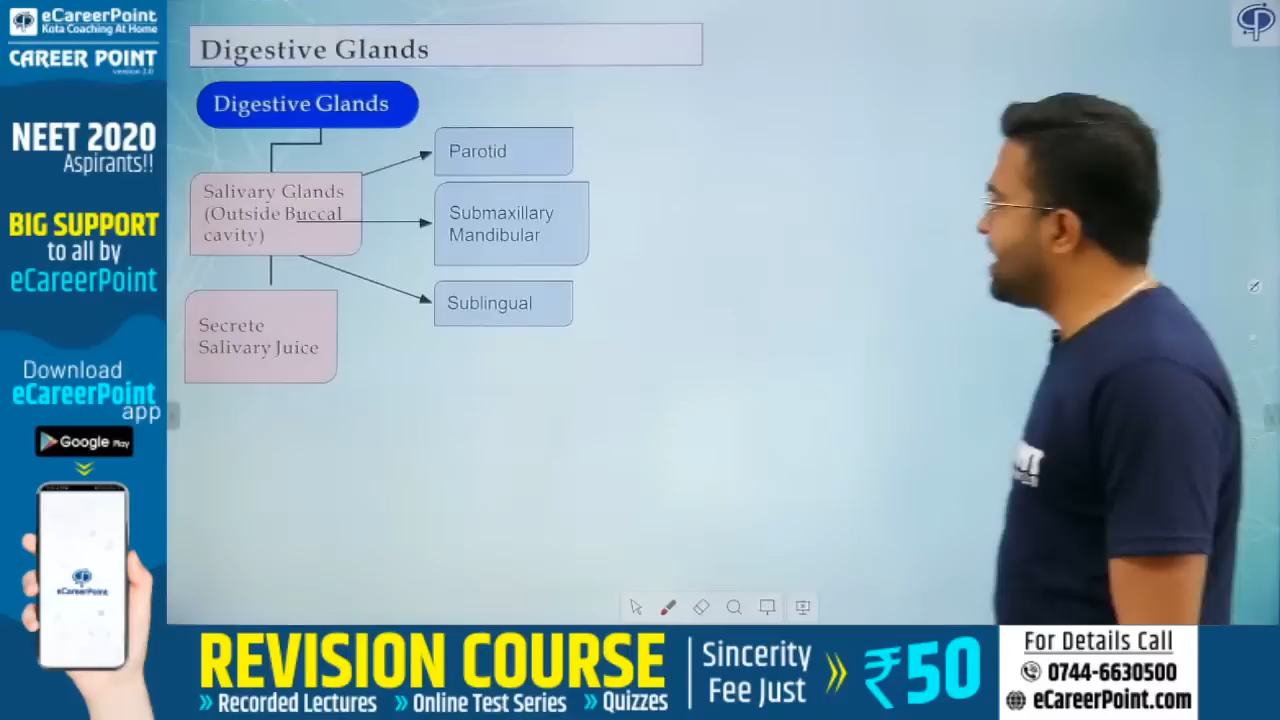 eCareerPoint
Kota Coaching At Home
CAREER POINT
version 1.0
NEET 2020
Aspirants!!
BIG SUPPORT
to all by
eCareerPoint
Download
eCareerPoint
app
Google Play
eCareerPoint
Digestive Glands
Digestive Glands
Salivary Glands
(Outside Buccal
cavity)
Parotid
Submaxillary
Mandibular
Sublingual
Secrete
Salivary Juice
REVISION COURSE
» Recorded Lectures » Online Test Series » Quizzes
Sincerity
Fee Just
» ₹50
For Details Call
0744-6630500
eCareerPoint.com